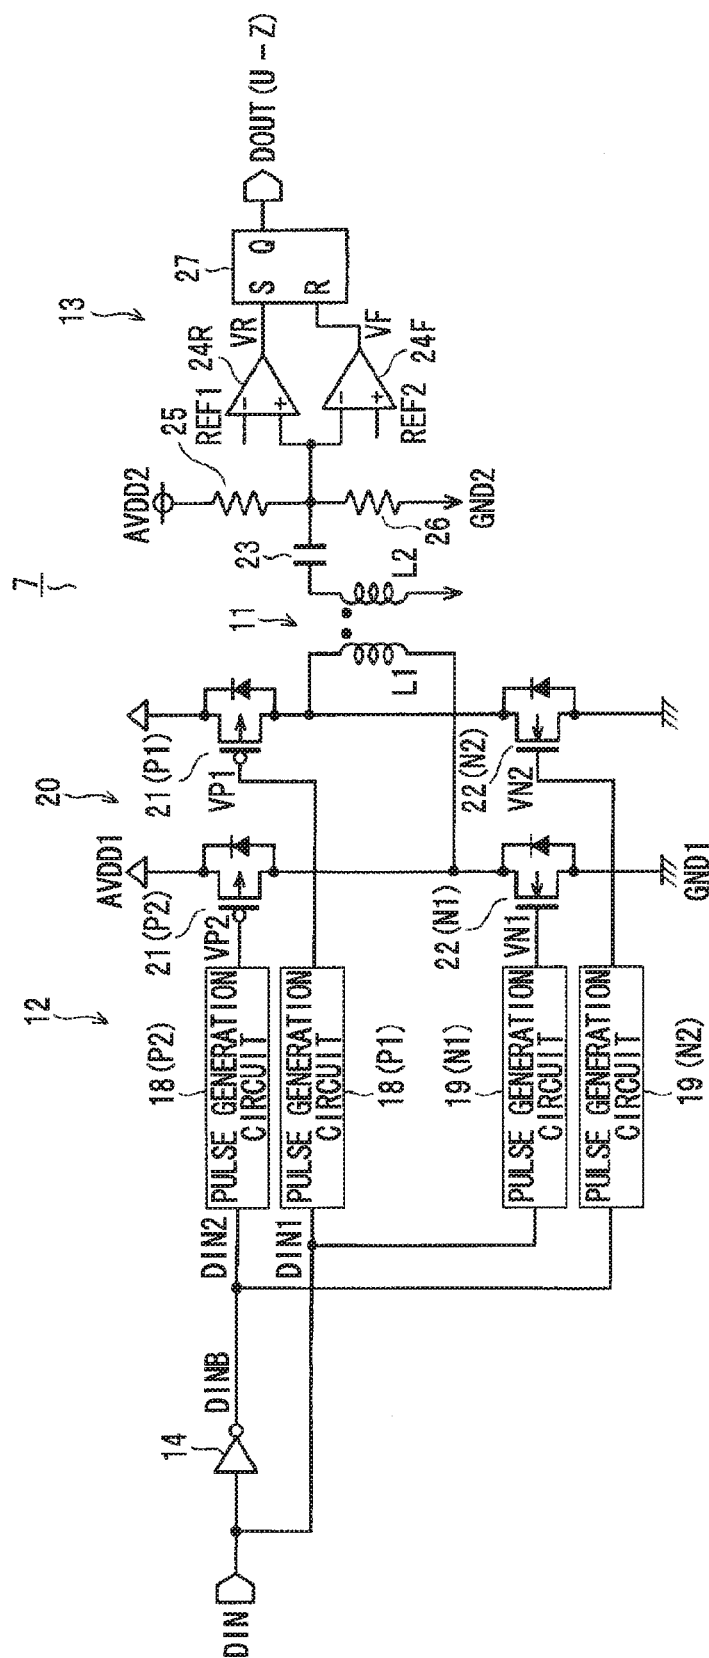 7
12
20
13
DIN
14
DINB
DIN2
DIN1
18(P2)
PULSE GENERATION
CIRCUIT
PULSE GENERATION
CIRCUIT
18(P1)
19(N1)
PULSE GENERATION
CIRCUIT
PULSE GENERATION
CIRCUIT
19(N2)
AVDD1
21(P2)
VP2
21(P1)
VP1
22(N1)
VN1
22(N2)
VN2
GND1
11
L1
L2
23
AVDD2
25
26
GND2
REF1
24R
VR
REF2
24F
VF
- +
- +
27
S Q
R
DOUT(U-Z)